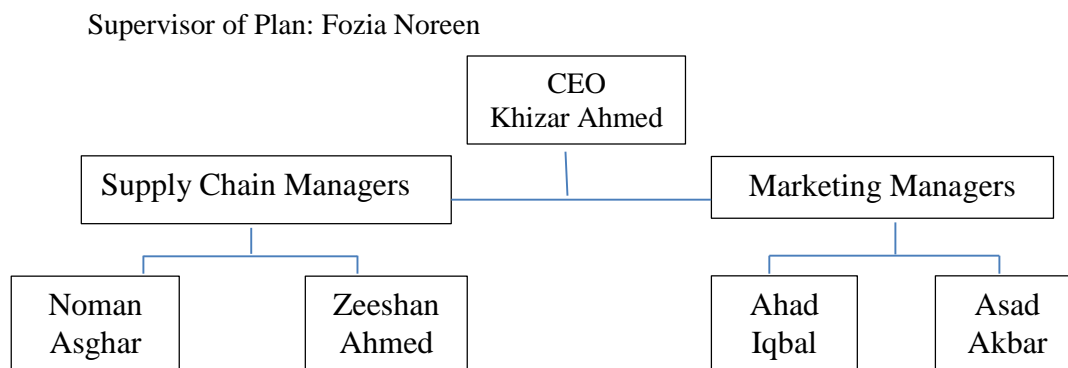 Supervisor of Plan: Fozia Noreen
CEO
Khizar Ahmed
Supply Chain Managers
Marketing Managers
Noman
Asghar
Zeeshan
Ahmed
Ahad
Iqbal
Asad
Akbar